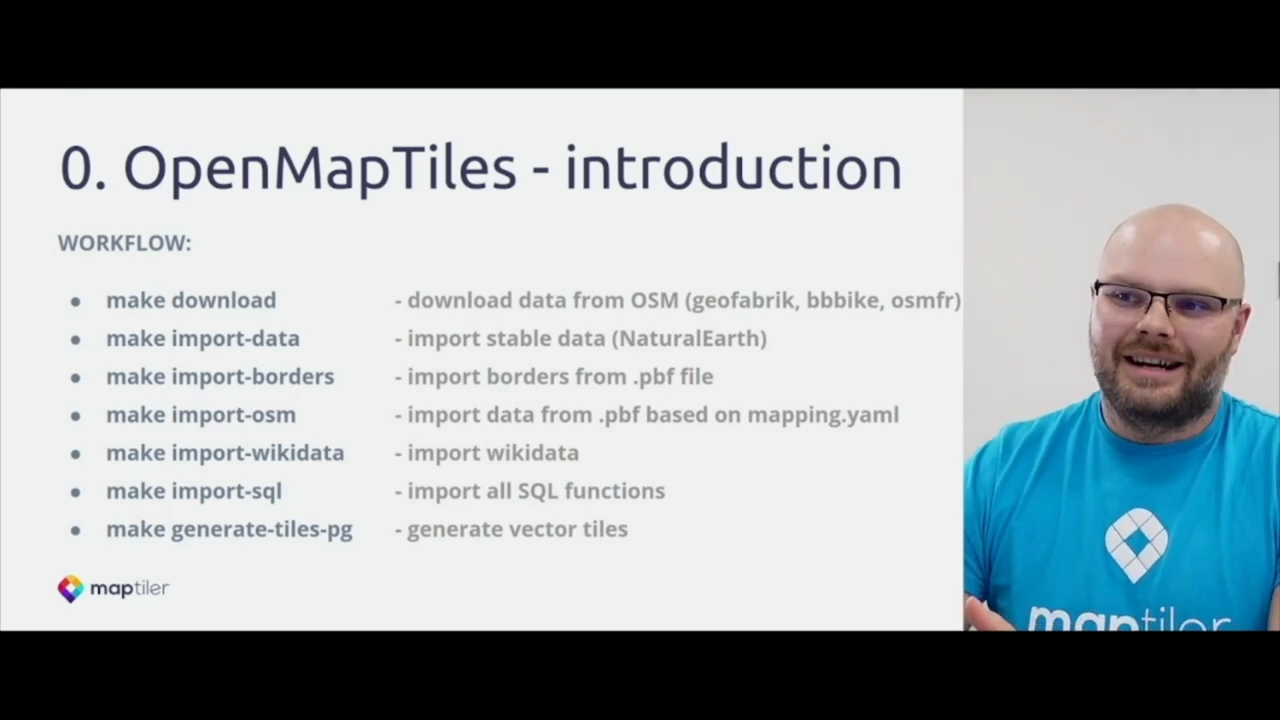 0. OpenMapTiles - introduction
WORKFLOW:
● make download - download data from OSM (geofabrik, bbbike, osmfr)
● make import-data - import stable data (NaturalEarth)
● make import-borders - import borders from .pbf file
● make import-osm - import data from .pbf based on mapping.yaml
● make import-wikidata - import wikidata
● make import-sql - import all SQL functions
● make generate-tiles-pg - generate vector tiles
maptiler
maptiler